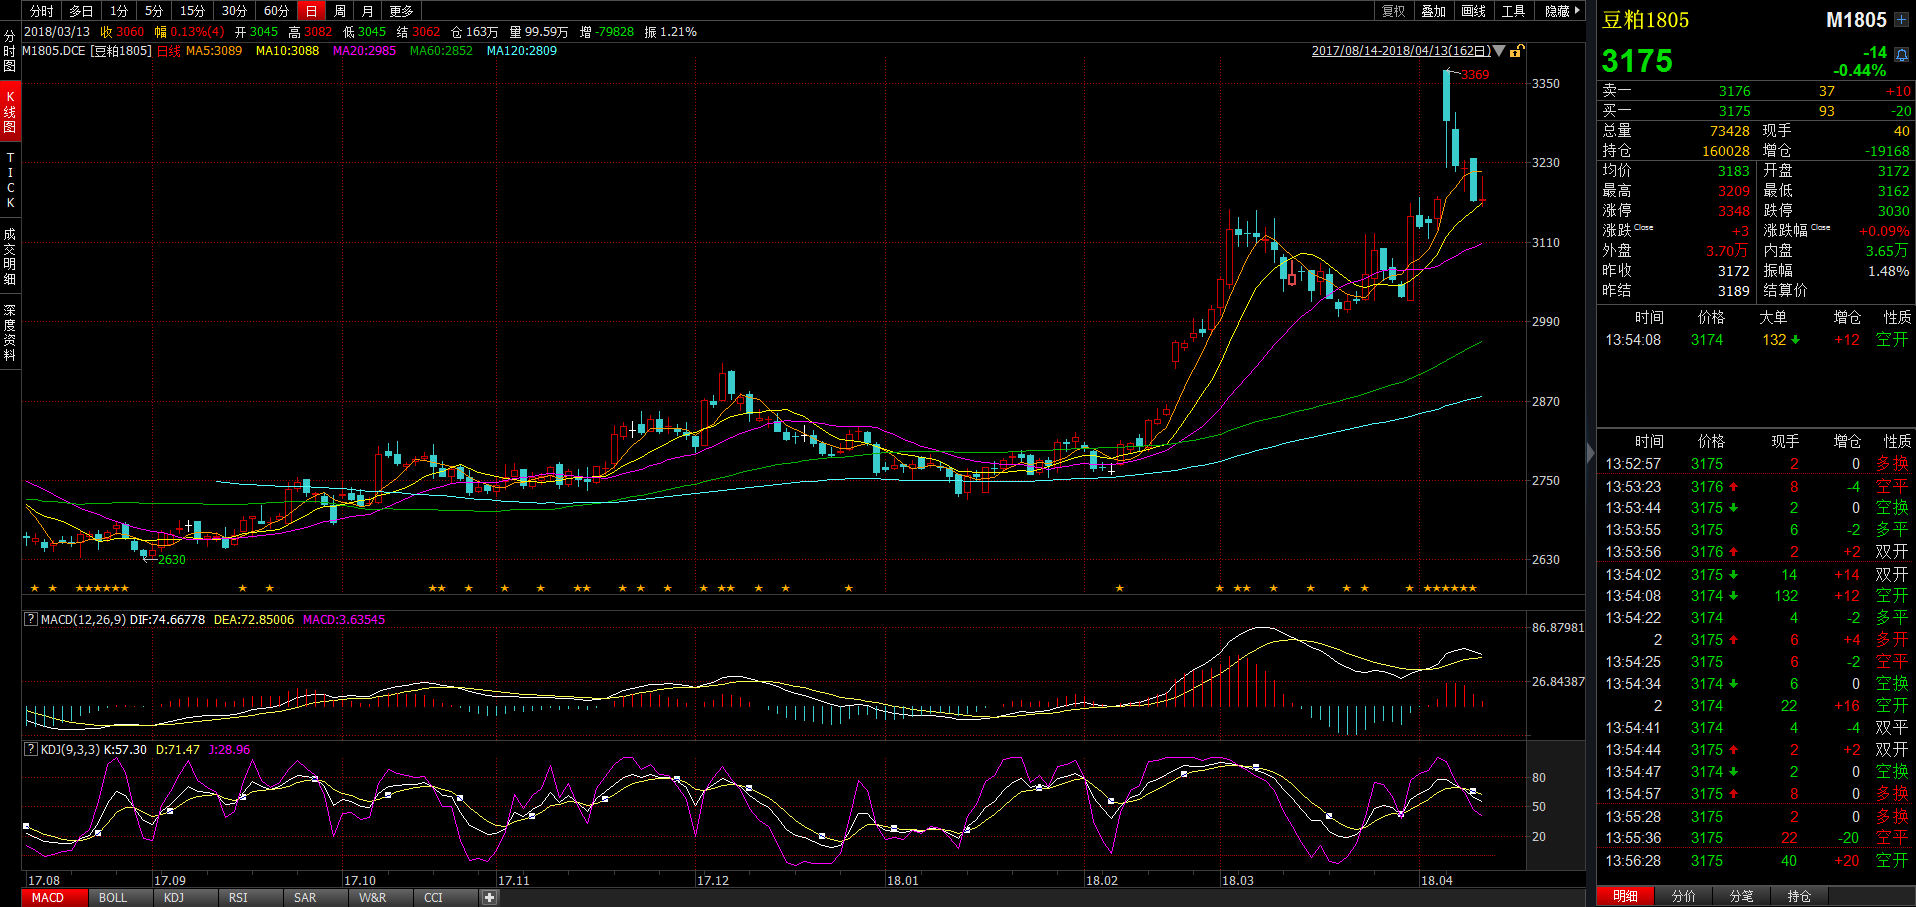 分时 多日 1分 5分 15分 30分 60分 日 周 月 更多 复权 叠加 画线 工具 隐藏
2018/03/13 收 3060 幅 0.13%(4) 开 3045 高 3082 低 3045 结 3062 仓 163万 量 99.59万 增 -79828 振 1.21%
M1805.DCE [豆粕1805] 日线 MA5:3089 MA10:3088 MA20:2985 MA60:2852 MA120:2809 2017/08/14-2018/04/13(162日)
分时图
K线图
TICK
成交明细
深度资料
3369
3350
3230
3110
2990
2870
2750
2630
2630
? MACD(12,26,9) DIF:74.66778 DEA:72.85006 MACD:3.63545
86.87981
26.84387
? KDJ(9,3,3) K:57.30 D:71.47 J:28.96
80
50
20
17.08 17.09 17.10 17.11 17.12 18.01 18.02 18.03 18.04
MACD BOLL KDJ RSI SAR W&R CCI +
豆粕1805 M1805 +
3175 -14
-0.44%
卖一 3176 37 +10
买一 3175 93 -20
总量 73428 现手 40
持仓 160028 增仓 -19168
均价 3183 开盘 3172
最高 3209 最低 3162
涨停 3348 跌停 3030
涨跌 Close +3 涨跌幅 Close +0.09%
外盘 3.70万 内盘 3.65万
昨收 3172 振幅 1.48%
昨结 3189 结算价
时间 价格 大单 增仓 性质
13:54:08 3174 132 +12 空开
时间 价格 现手 增仓 性质
13:52:57 3175 2 0 多换
13:53:23 3176 8 -4 空平
13:53:44 3175 2 0 空换
13:53:55 3175 6 -2 多平
13:53:56 3176 2 +2 双开
13:54:02 3175 14 +14 双开
13:54:08 3174 132 +12 空开
13:54:22 3174 4 -2 多平
2 3175 6 +4 多开
13:54:25 3175 6 -2 空平
13:54:34 3174 6 0 空换
2 3174 22 +16 空开
13:54:41 3174 4 -4 双平
13:54:44 3175 2 +2 双开
13:54:47 3174 2 0 空换
13:54:57 3175 8 0 多换
13:55:28 3175 2 0 多换
13:55:36 3175 22 -20 空平
13:56:28 3175 40 +20 空开
明细 分价 分笔 持仓